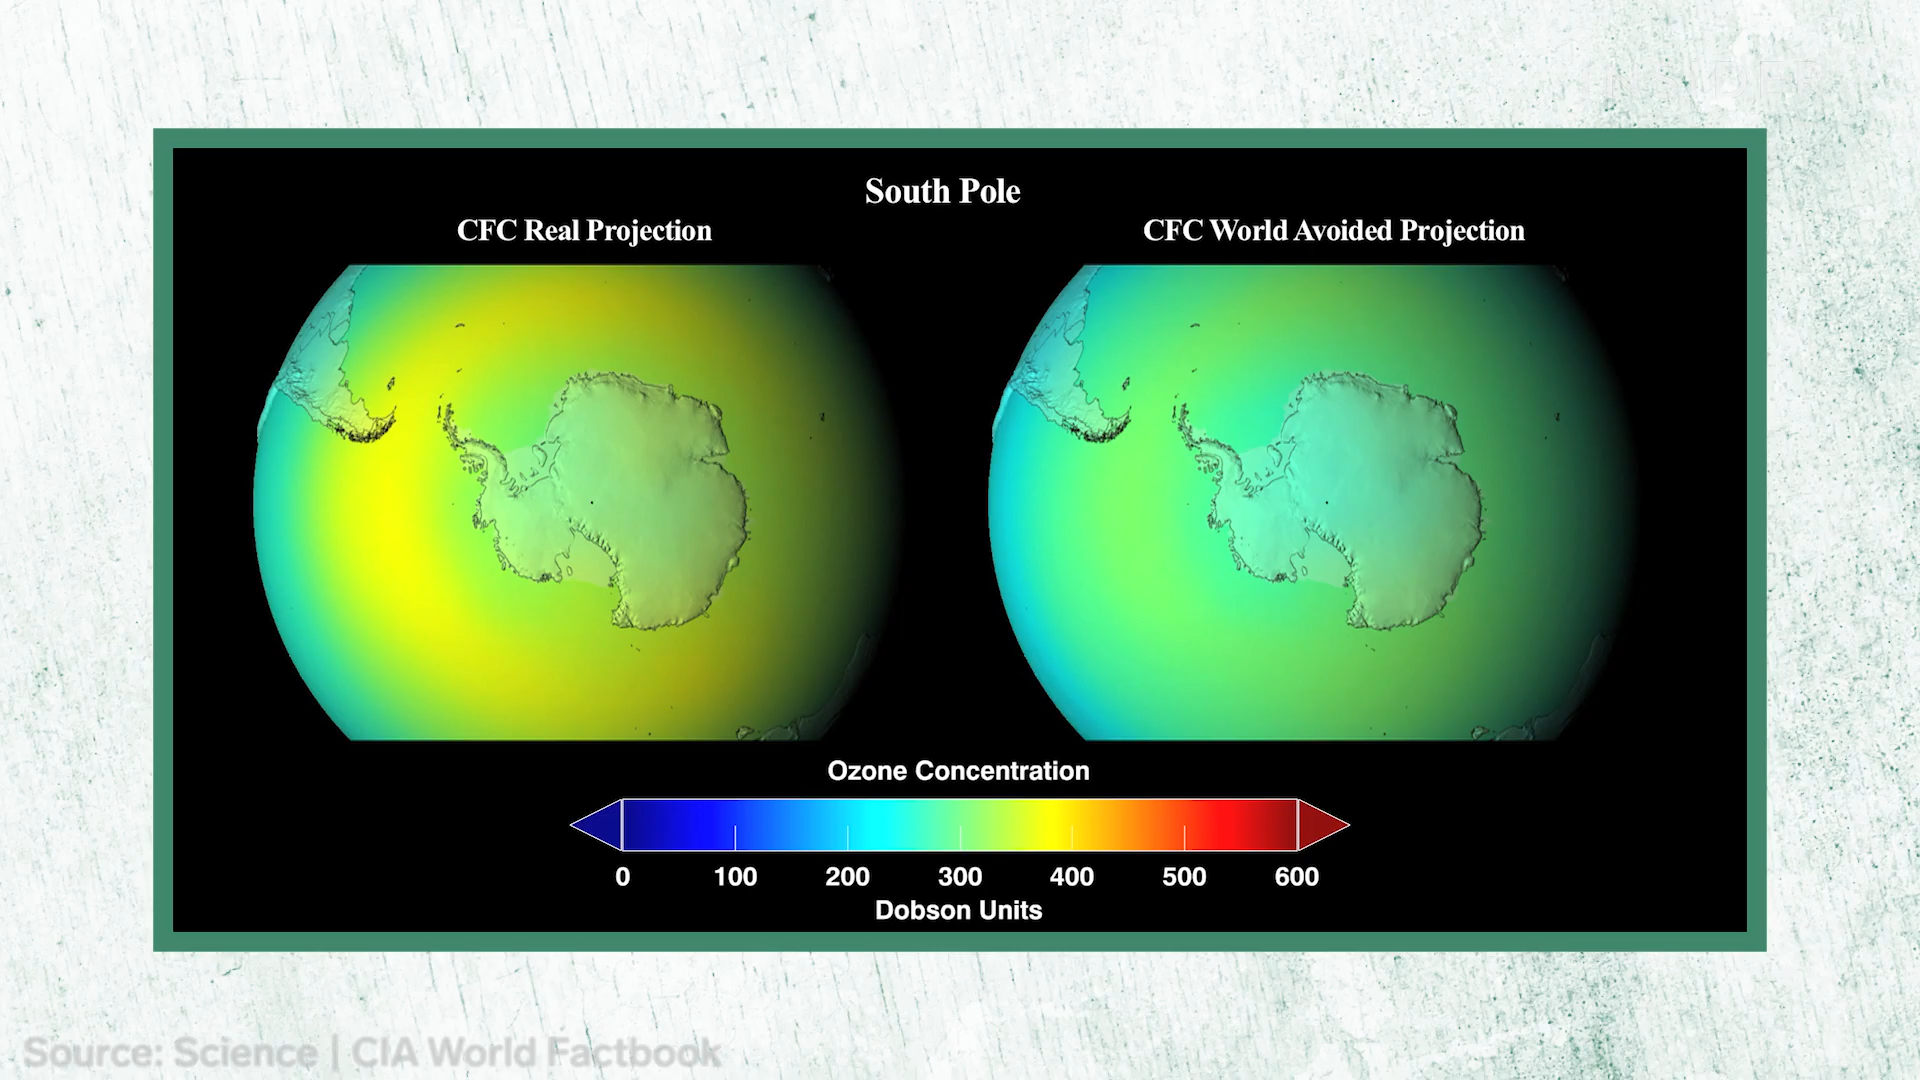 South Pole
CFC Real Projection
CFC World Avoided Projection
Ozone Concentration
0 100 200 300 400 500 600
Dobson Units
Source: Science | CIA World Factbook